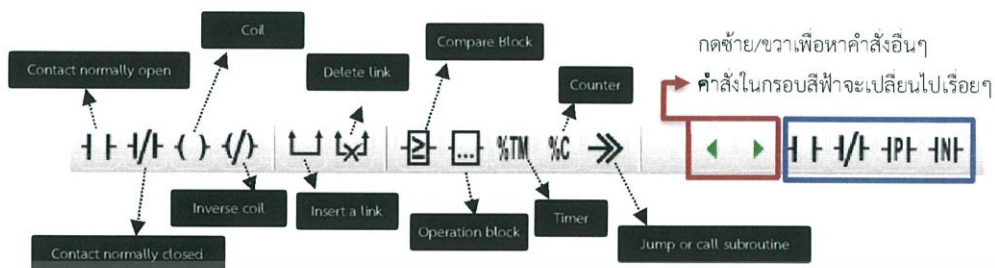 Coil
Compare Block
กดซ้าย/ขวาเพื่อหาคำสั่งอื่นๆ
Contact normally open
Delete link
Counter
คำสั่งในกรอบสีฟ้าจะเปลี่ยนไปเรื่อยๆ
%TM
%C
P
N
Inverse coil
Insert a link
Operation block
Timer
Jump or call subroutine
Contact normally closed